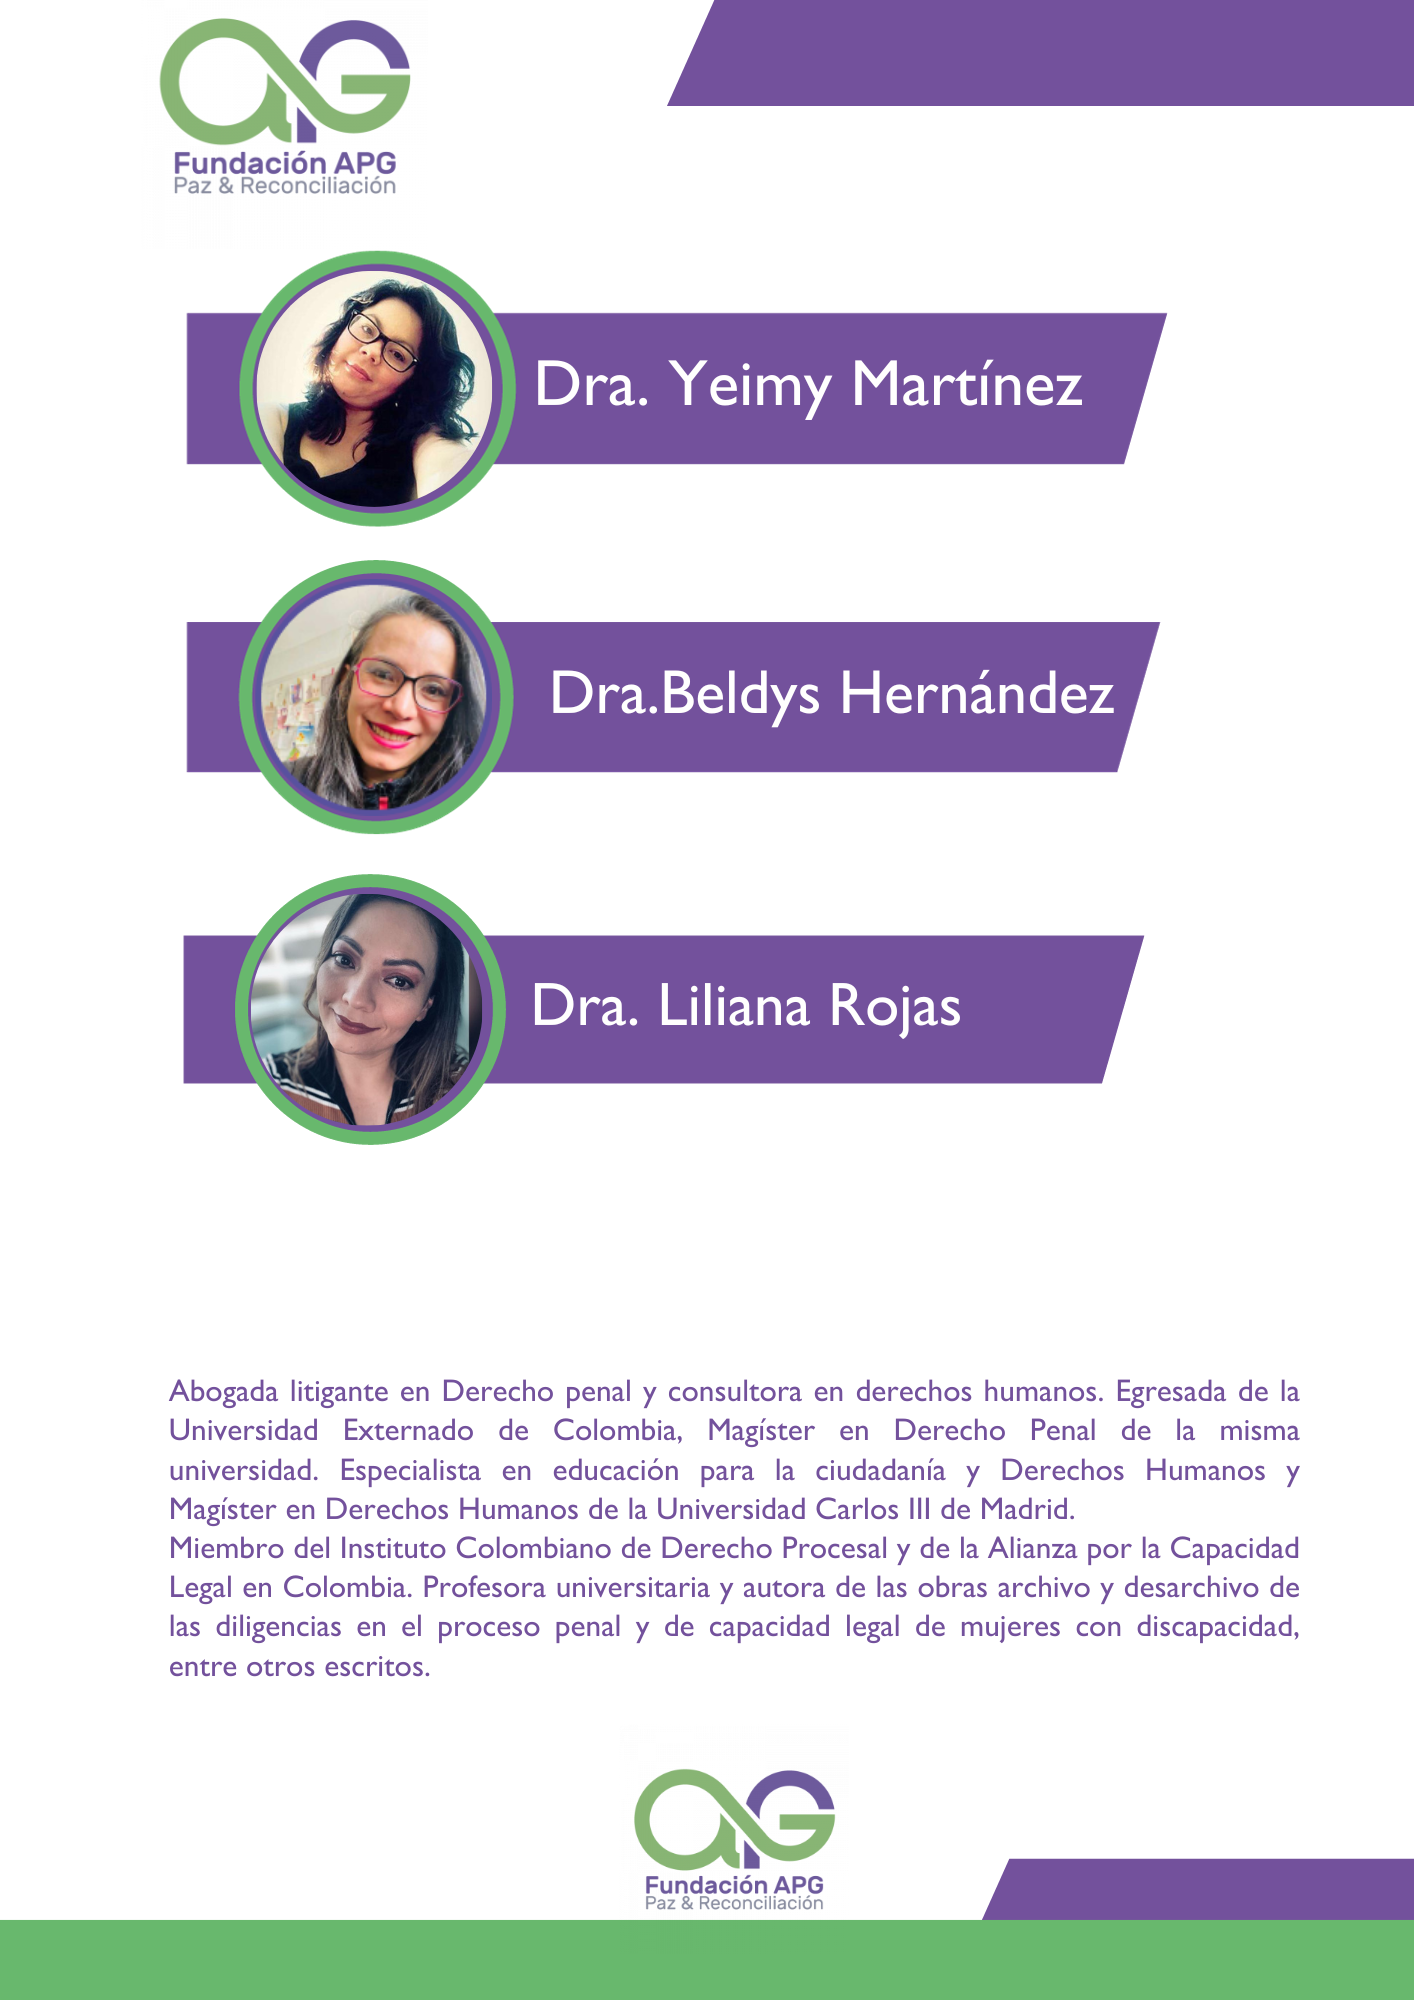 Fundación APG
Paz & Reconciliación
Dra. Yeimy Martínez
Dra.Beldys Hernández
Dra. Liliana Rojas
Abogada litigante en Derecho penal y consultora en derechos humanos. Egresada de la
Universidad Externado de Colombia, Magíster en Derecho Penal de la misma
universidad. Especialista en educación para la ciudadanía y Derechos Humanos y
Magíster en Derechos Humanos de la Universidad Carlos III de Madrid.
Miembro del Instituto Colombiano de Derecho Procesal y de la Alianza por la Capacidad
Legal en Colombia. Profesora universitaria y autora de las obras archivo y desarchivo de
las diligencias en el proceso penal y de capacidad legal de mujeres con discapacidad,
entre otros escritos.
Fundación APG
Paz & Reconciliación